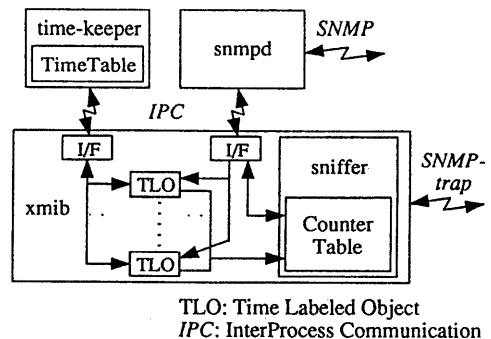 time-keeper
TimeTable
snmpd
SNMP
IPC
I/F
I/F
xmib
TLO
TLO
sniffer
Counter
Table
SNMP-
trap
TLO: Time Labeled Object
IPC: InterProcess Communication